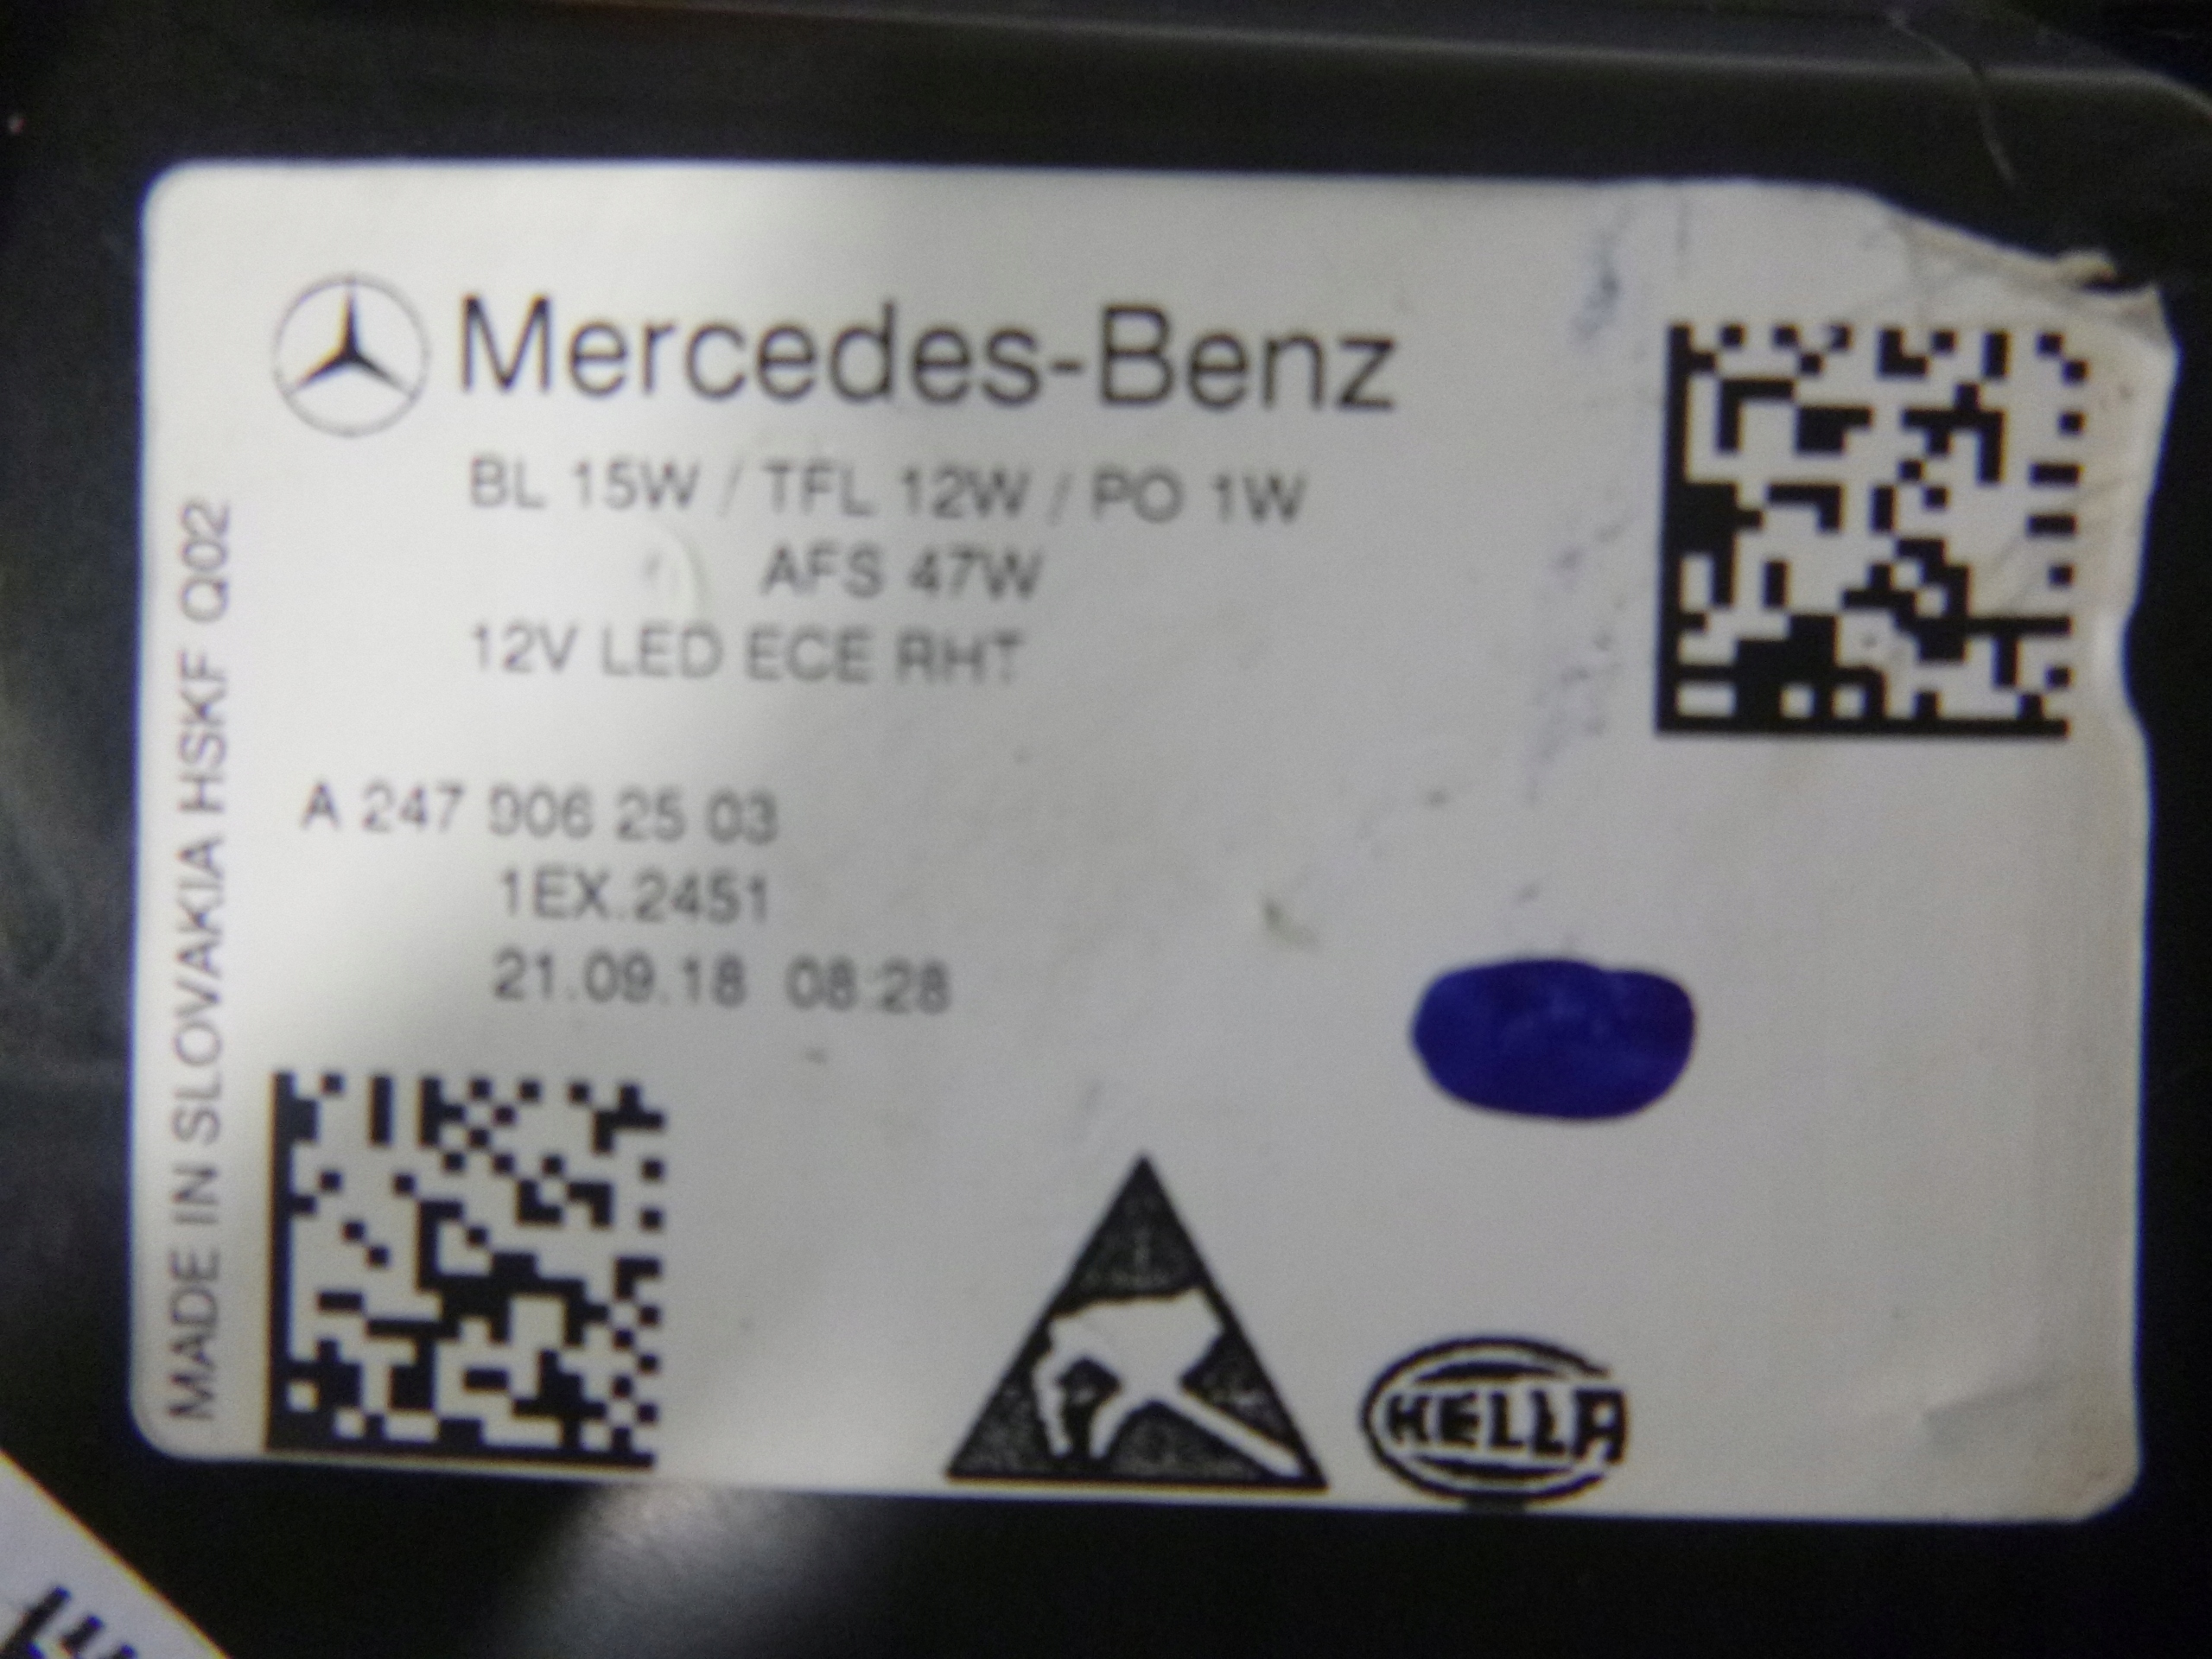 Mercedes-Benz
BL 15W / TFL 12W / PO 1W
AFS 47W
12V LED ECE RHT
A 247 906 25 03
1EX.2451
21.09.18 08:28
MADE IN SLOVAKIA HSKF Q02
HELLA